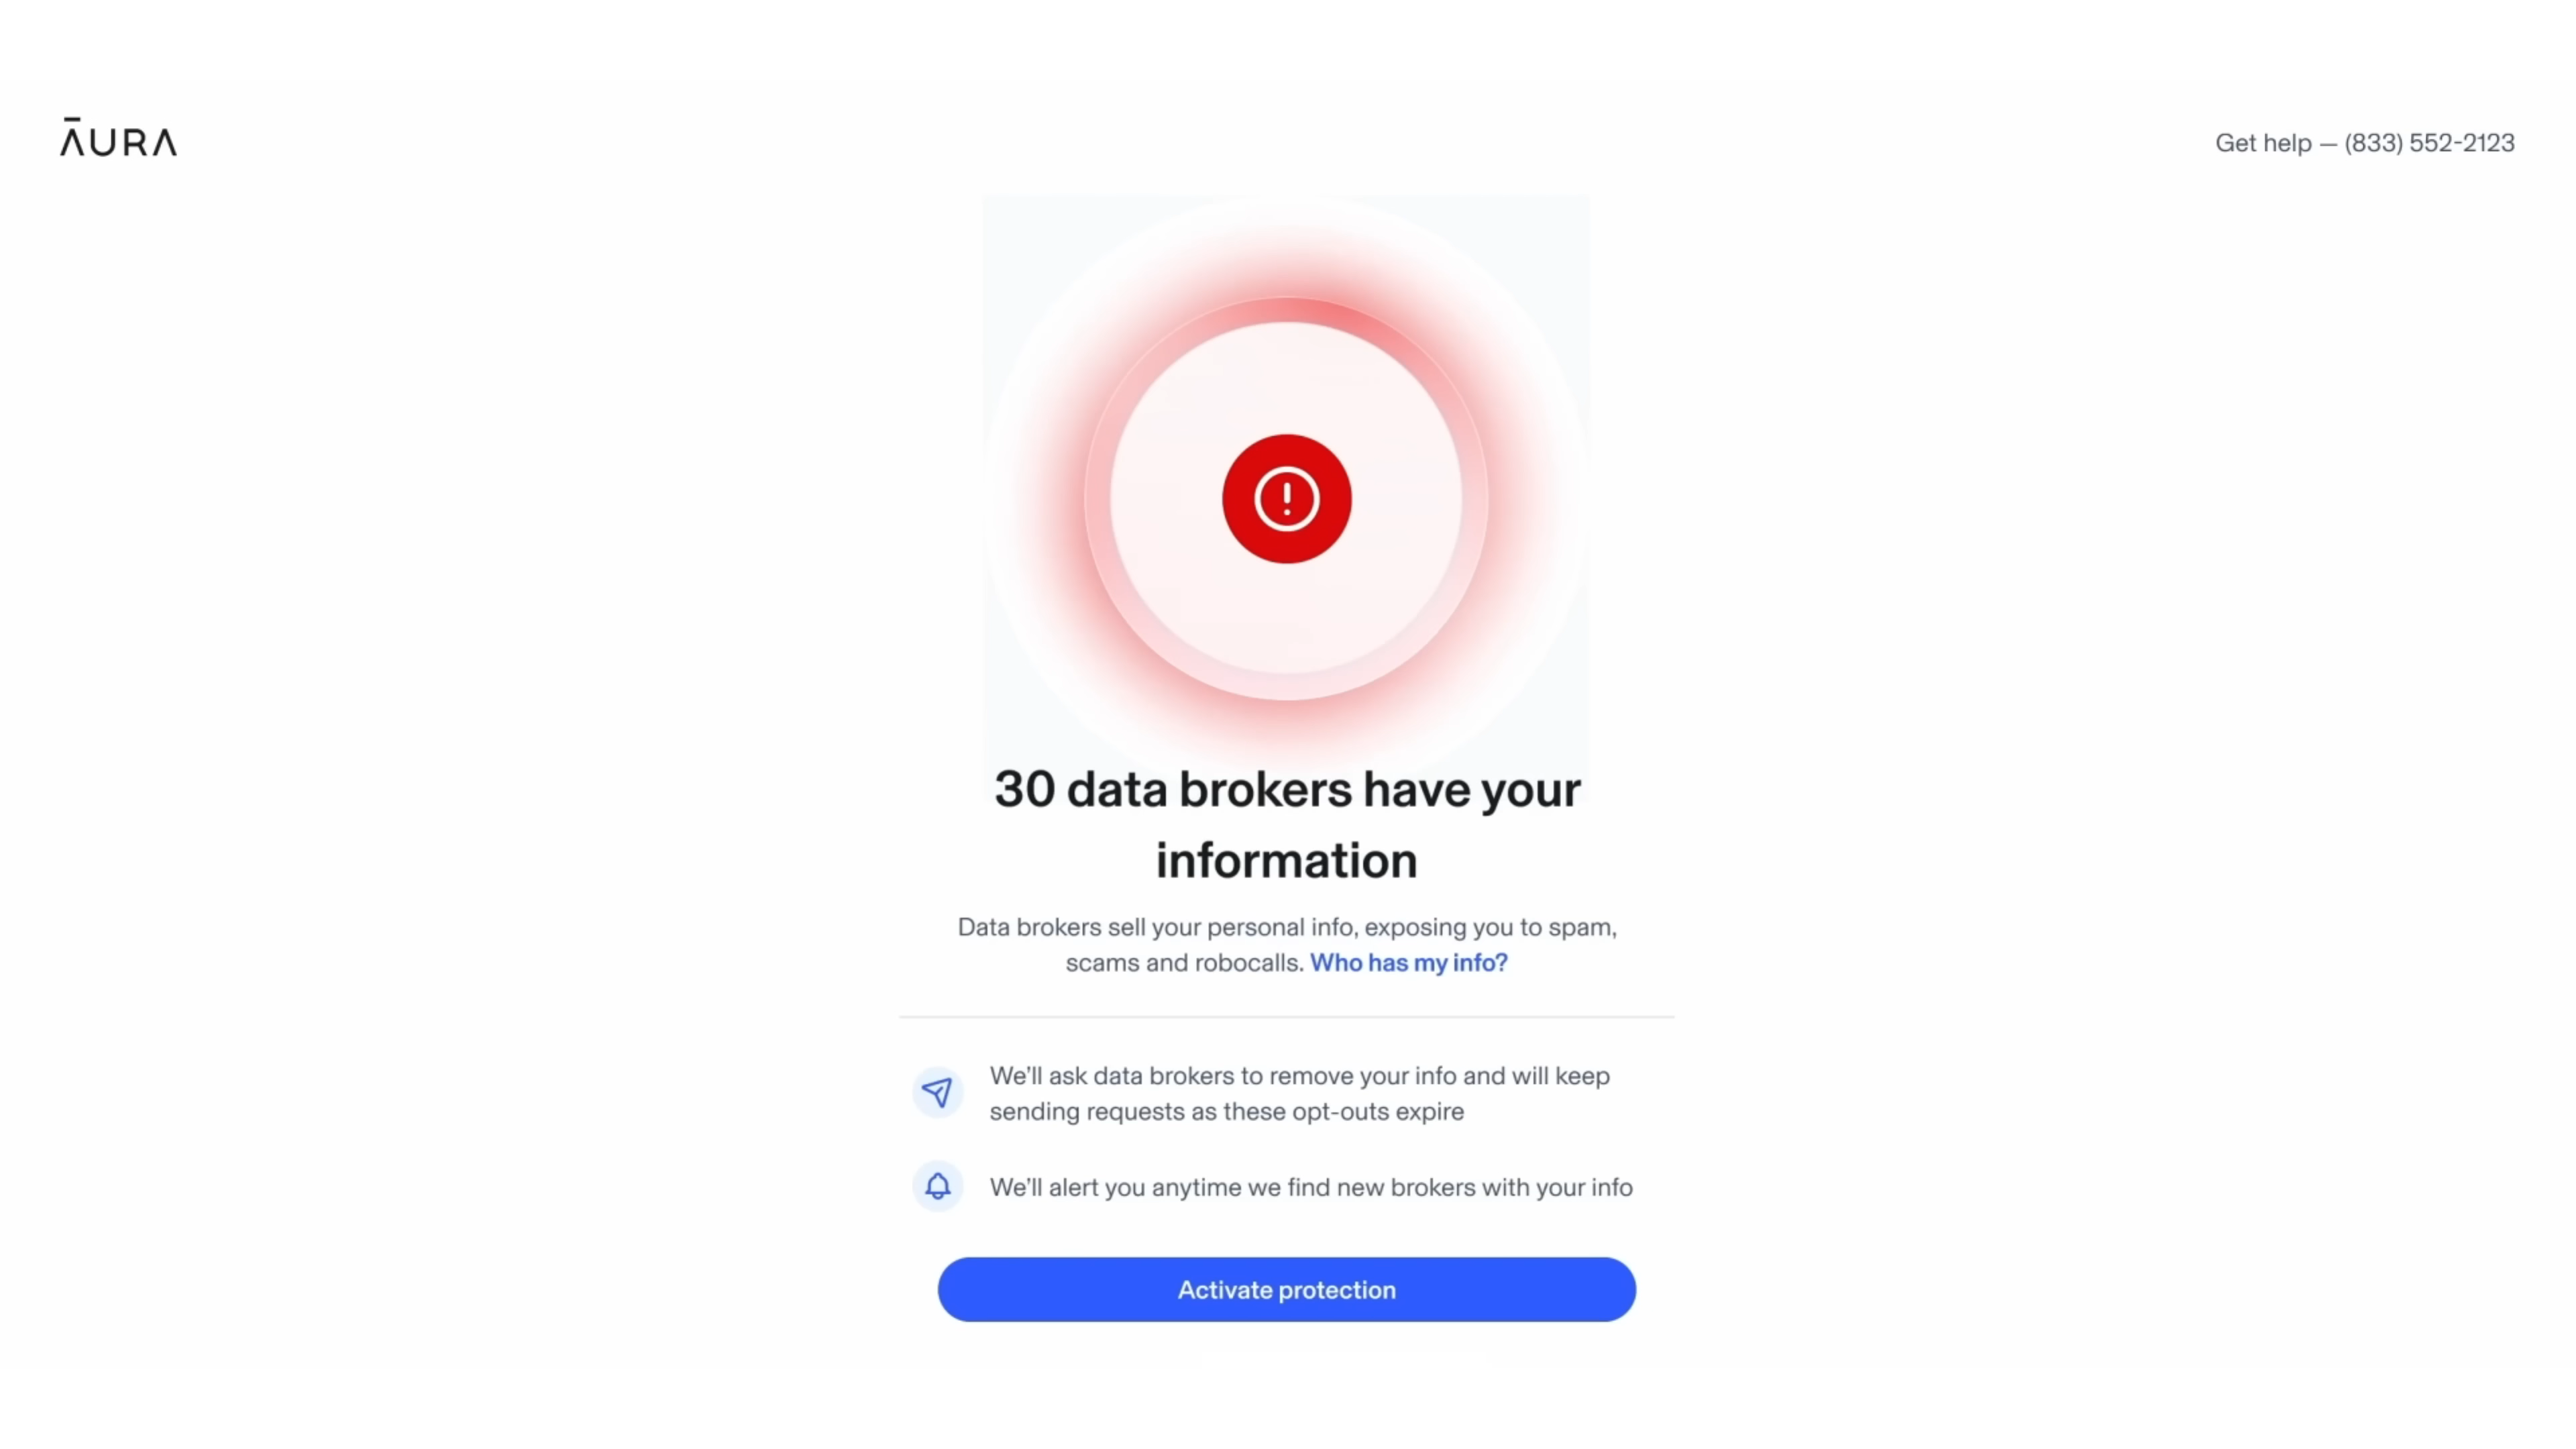 ĀURA
Get help — (833) 552-2123
30 data brokers have your
information
Data brokers sell your personal info, exposing you to spam,
scams and robocalls. Who has my info?
We'll ask data brokers to remove your info and will keep
sending requests as these opt-outs expire
We'll alert you anytime we find new brokers with your info
Activate protection